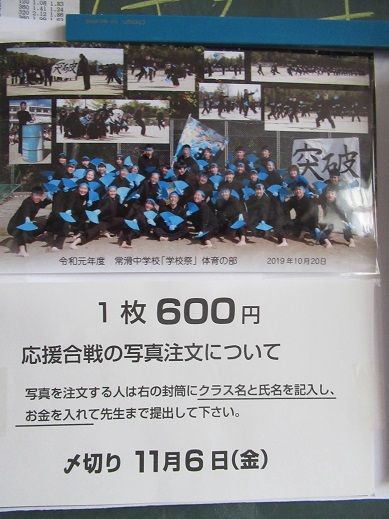 突破
令和元年度　常滑中学校「学校祭」体育の部　2019年10月20日
1枚 600円
応援合戦の写真注文について
写真を注文する人は右の封筒にクラス名と氏名を記入し、
お金を入れて先生まで提出して下さい。
〆切り 11月6日(金)